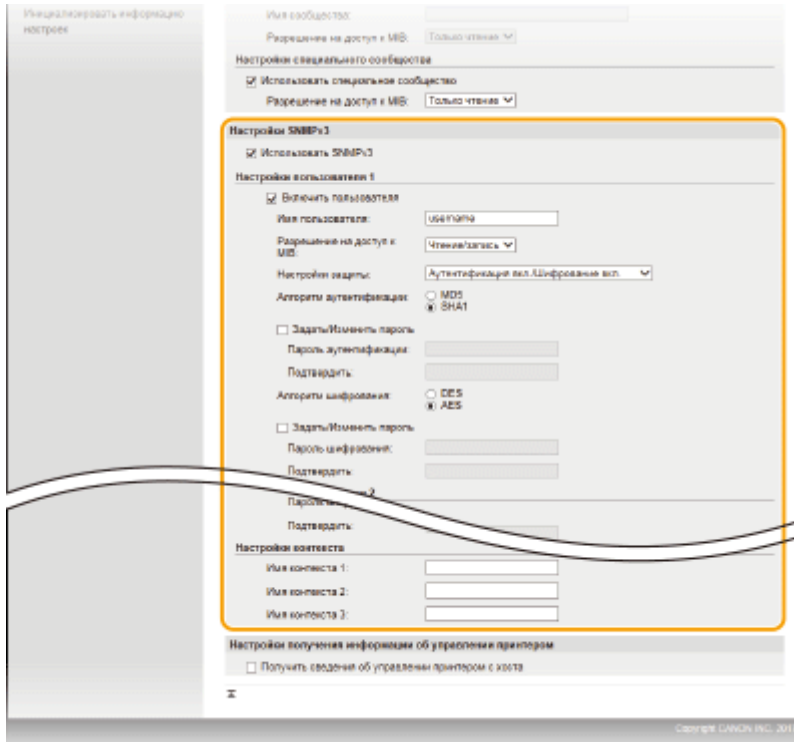 Инициализировать информацию
настроек
Имя сообщества:
Разрешение на доступ к MIB: Только чтение
Настройки специального сообщества
Использовать специальное сообщество
Разрешение на доступ к MIB: Только чтение
Настройки SNMPv3
Использовать SNMPv3
Настройки пользователя 1
Включить пользователя
Имя пользователя: username
Разрешение на доступ к
MIB: Чтение/запись
Настройки защиты: Аутентификация вкл./Шифрование вкл.
Алгоритм аутентификации: MD5
SHA1
Задать/Изменить пароль
Пароль аутентификации:
Подтвердить:
Алгоритм шифрования: DES
AES
Задать/Изменить пароль
Пароль шифрования:
Подтвердить:
Подтвердить:
Настройки контекста
Имя контекста 1:
Имя контекста 2:
Имя контекста 3:
Настройки получения информации об управлении принтером
Получить сведения об управлении принтером с хоста
Copyright CANON INC. 201